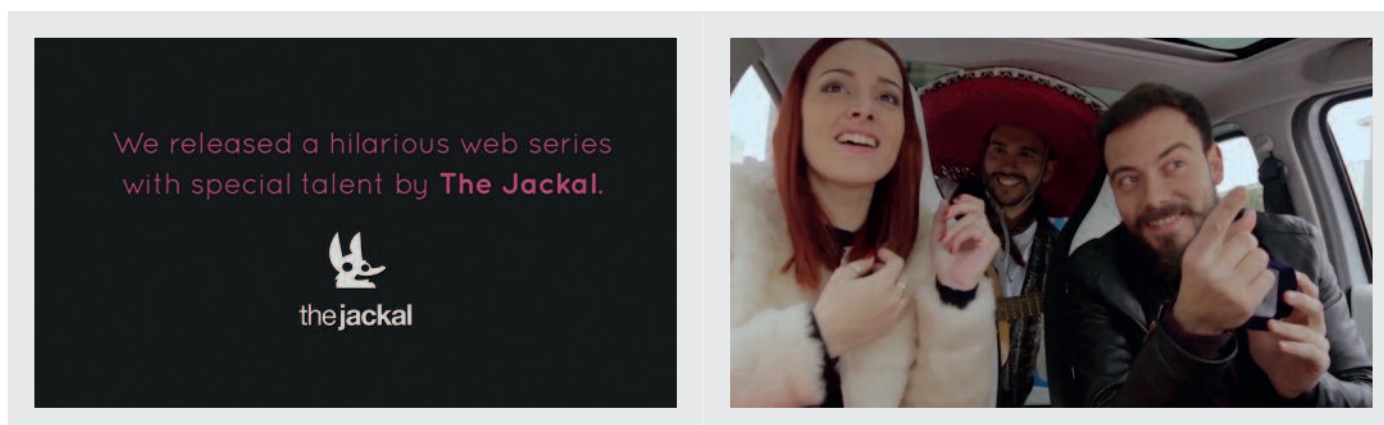 We released a hilarious web series
with special talent by The Jackal.
thejackal